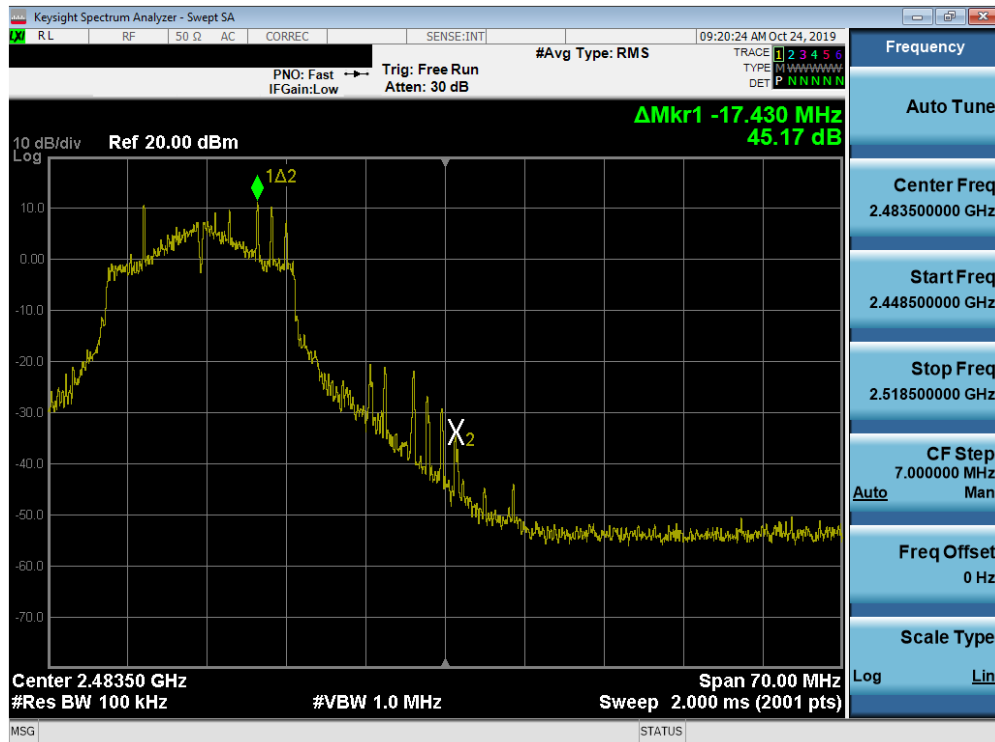 Keysight Spectrum Analyzer - Swept SA
LXI RL RF 50 Ω AC CORREC SENSE:INT 09:20:24 AM Oct 24, 2019
PNO: Fast
IFGain:Low
Trig: Free Run
Atten: 30 dB
#Avg Type: RMS
TRACE 1 2 3 4 5 6
TYPE M WWWWW
DET P N N N N N
ΔMkr1 -17.430 MHz
45.17 dB
10 dB/div Ref 20.00 dBm
Log
1Δ2
10.0
0.00
-10.0
-20.0
-30.0
X2
-40.0
-50.0
-60.0
-70.0
Center 2.48350 GHz Span 70.00 MHz
#Res BW 100 kHz #VBW 1.0 MHz Sweep 2.000 ms (2001 pts)
MSG STATUS
Frequency
Auto Tune
Center Freq
2.483500000 GHz
Start Freq
2.448500000 GHz
Stop Freq
2.518500000 GHz
CF Step
7.000000 MHz
Auto Man
Freq Offset
0 Hz
Scale Type
Log Lin